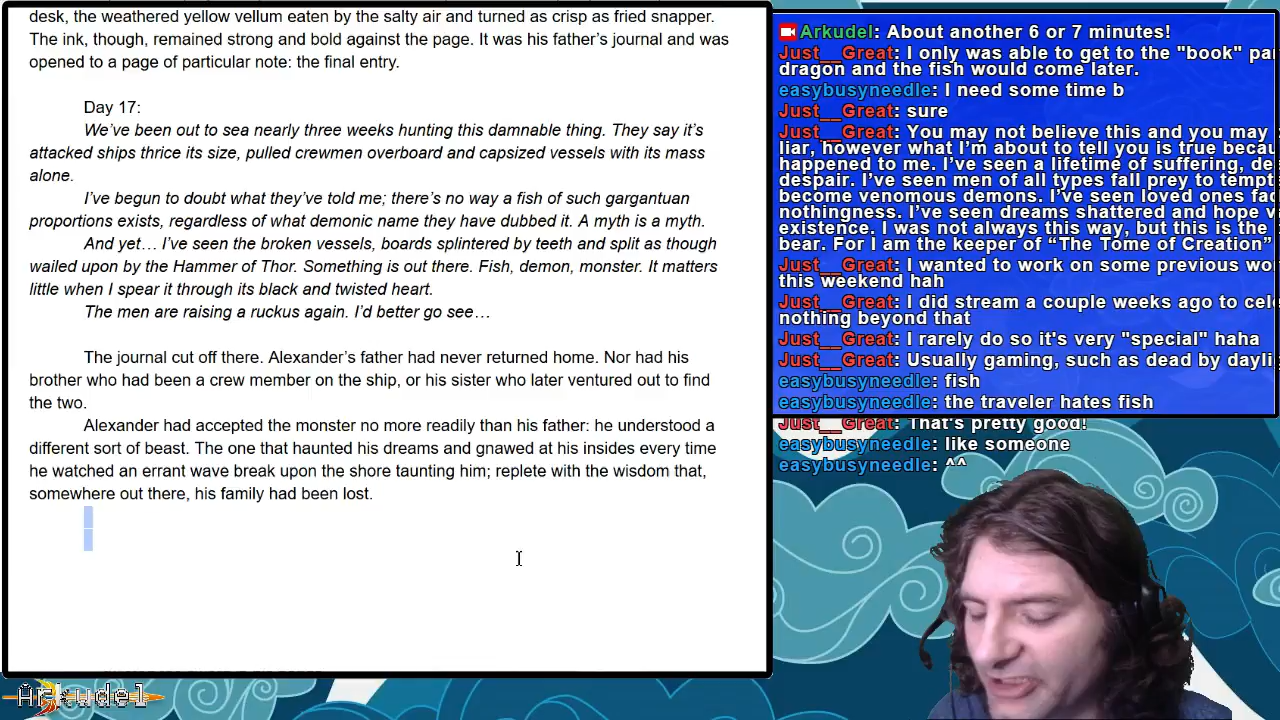 desk, the weathered yellow vellum eaten by the salty air and turned as crisp as fried snapper.
The ink, though, remained strong and bold against the page. It was his father’s journal and was
opened to a page of particular note: the final entry.
Day 17:
We’ve been out to sea nearly three weeks hunting this damnable thing. They say it’s
attacked ships thrice its size, pulled crewmen overboard and capsized vessels with its mass
alone.
I’ve begun to doubt what they’ve told me; there’s no way a fish of such gargantuan
proportions exists, regardless of what demonic name they have dubbed it. A myth is a myth.
And yet… I’ve seen the broken vessels, boards splintered by teeth and split as though
wailed upon by the Hammer of Thor. Something is out there. Fish, demon, monster. It matters
little when I spear it through its black and twisted heart.
The men are raising a ruckus again. I’d better go see…
The journal cut off there. Alexander’s father had never returned home. Nor had his
brother who had been a crew member on the ship, or his sister who later ventured out to find
the two.
Alexander had accepted the monster no more readily than his father: he understood a
different sort of beast. The one that haunted his dreams and gnawed at his insides every time
he watched an errant wave break upon the shore taunting him; replete with the wisdom that,
somewhere out there, his family had been lost.
Arkudel: About another 6 or 7 minutes!
Just__Great: I only was able to get to the "book"
dragon and the fish would come later.
easybusyneedle: I need some time b
Just__Great: sure
Just__Great: You may not believe this and you may
liar, however what I’m about to tell you is true
happened to me. I’ve seen a lifetime of suffering,
despair. I’ve seen men of all types fall prey to
become venomous demons. I’ve seen loved ones
nothingness. I’ve seen dreams shattered and hope
existence. I was not always this way, but this is the
bear. For I am the keeper of “The Tome of Creation”
Just__Great: I wanted to work on some previous
this weekend hah
Just__Great: I did stream a couple weeks ago to
nothing beyond that
Just__Great: I rarely do so it's very "special" haha
Just__Great: Usually gaming, such as dead by
easybusyneedle: fish
easybusyneedle: the traveler hates fish
Just__Great: That's pretty good!
easybusyneedle: like someone
easybusyneedle: ^^
Arkudel